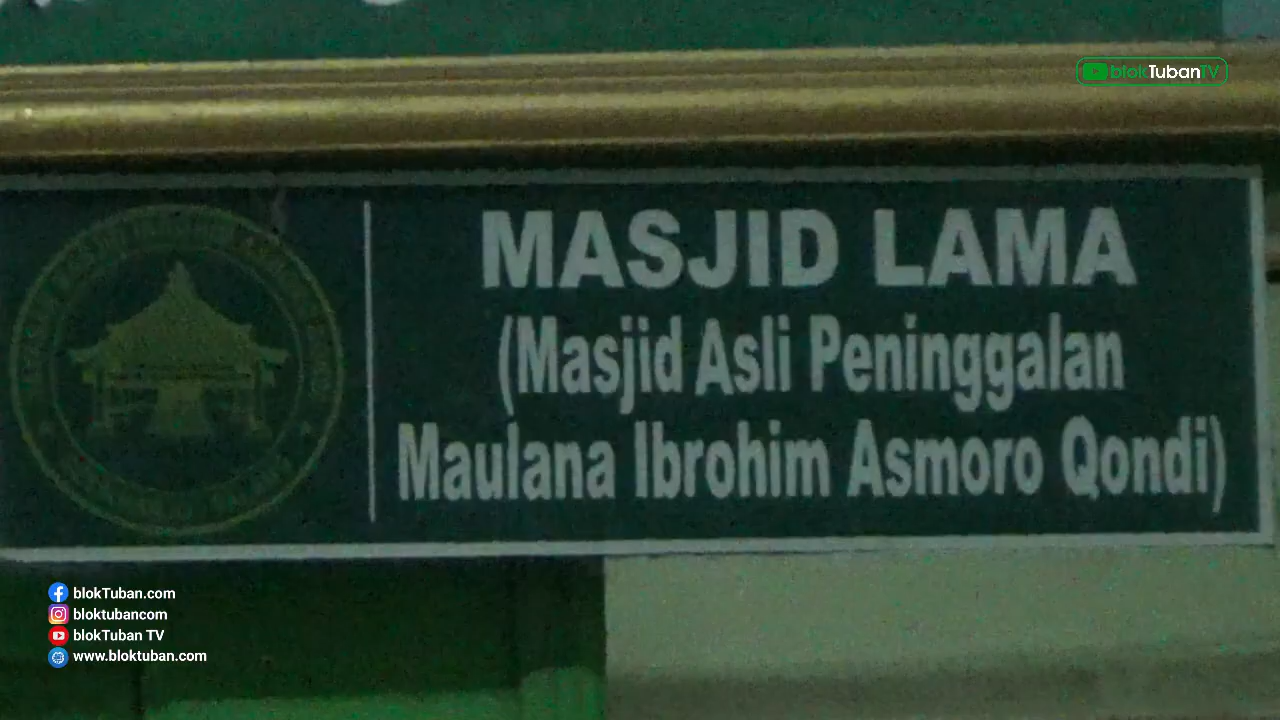 blokTubanTV
MASJID LAMA
(Masjid Asli Peninggalan
Maulana Ibrohim Asmoro Qondi)
blokTuban.com
bloktubancom
blokTuban TV
www.bloktuban.com